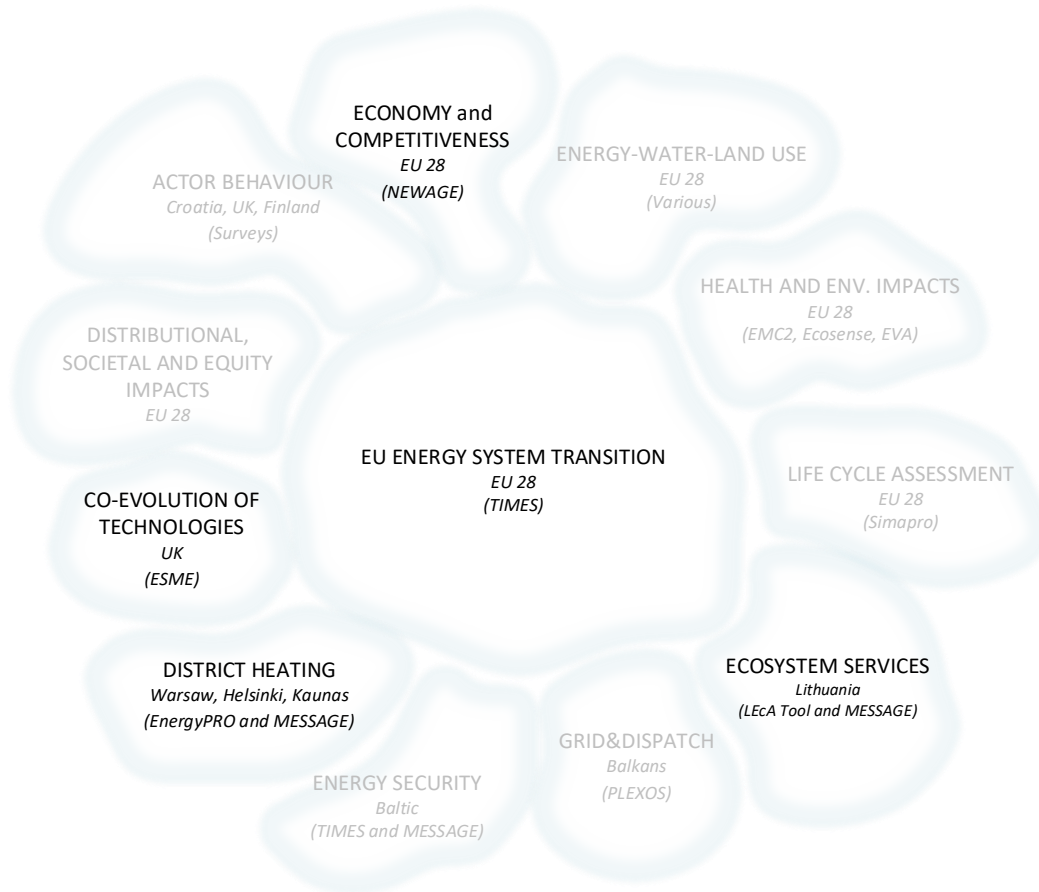 ECONOMY and
COMPETITIVENESS
EU 28
(NEWAGE)
ENERGY-WATER-LAND USE
EU 28
(Various)
ACTOR BEHAVIOUR
Croatia, UK, Finland
(Surveys)
HEALTH AND ENV. IMPACTS
EU 28
(EMC2, Ecosense, EVA)
DISTRIBUTIONAL,
SOCIETAL AND EQUITY
IMPACTS
EU 28
EU ENERGY SYSTEM TRANSITION
EU 28
(TIMES)
LIFE CYCLE ASSESSMENT
EU 28
(Simapro)
CO-EVOLUTION OF
TECHNOLOGIES
UK
(ESME)
DISTRICT HEATING
Warsaw, Helsinki, Kaunas
(EnergyPRO and MESSAGE)
ECOSYSTEM SERVICES
Lithuania
(LEcA Tool and MESSAGE)
GRID&DISPATCH
Balkans
(PLEXOS)
ENERGY SECURITY
Baltic
(TIMES and MESSAGE)